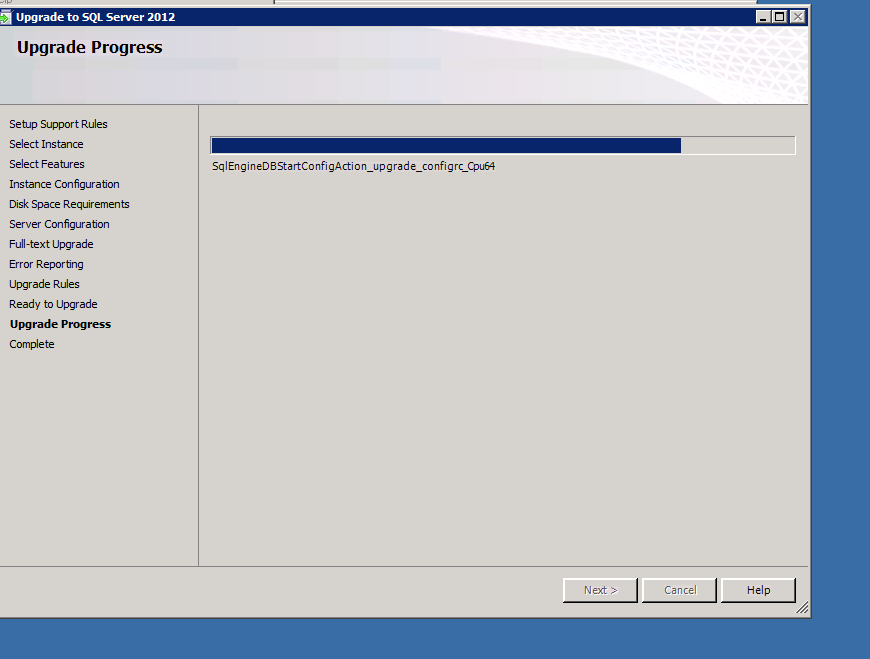 Upgrade to SQL Server 2012
Upgrade Progress
Setup Support Rules
Select Instance
Select Features
Instance Configuration
Disk Space Requirements
Server Configuration
Full-text Upgrade
Error Reporting
Upgrade Rules
Ready to Upgrade
Upgrade Progress
Complete
SqlEngineDBStartConfigAction_upgrade_configrc_Cpu64
Next >
Cancel
Help